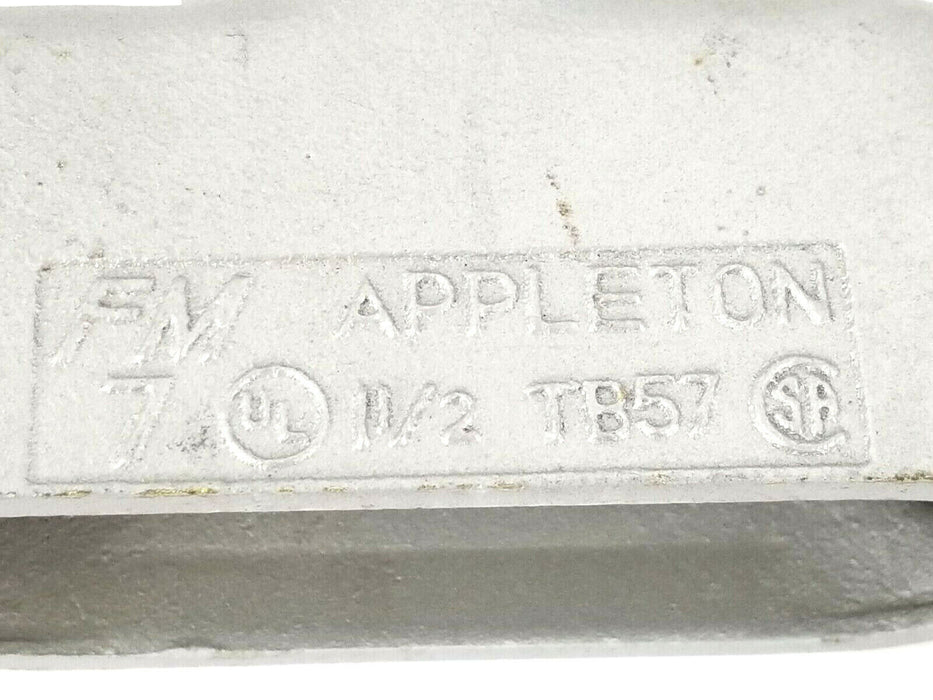 FM APPLETON
7 UL 1 1/2 TB57 SA